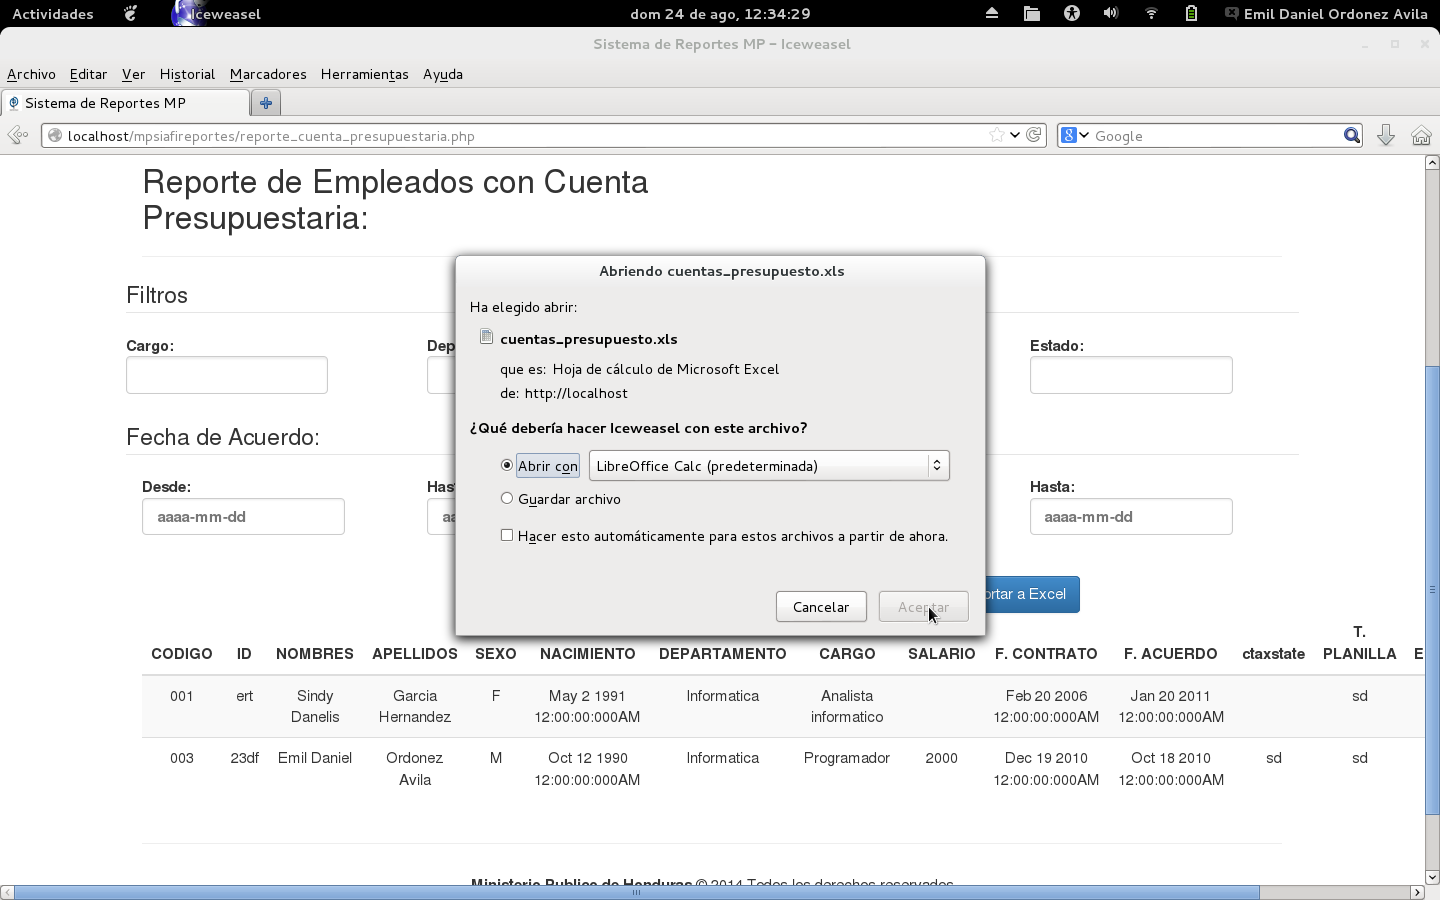 Actividades
Iceweasel
dom 24 de ago, 12:34:29
Emil Daniel Ordonez Avila
Sistema de Reportes MP – Iceweasel
Archivo Editar Ver Historial Marcadores Herramientas Ayuda
Sistema de Reportes MP
localhost/mpsiafireportes/reporte_cuenta_presupuestaria.php
Google
Reporte de Empleados con Cuenta
Presupuestaria:
Filtros
Cargo:
Dep
Estado:
Fecha de Acuerdo:
Desde:
Hasta:
aaaa-mm-dd
aaaa-mm-dd
Abriendo cuentas_presupuesto.xls
Ha elegido abrir:
cuentas_presupuesto.xls
que es: Hoja de cálculo de Microsoft Excel
de: http://localhost
¿Qué debería hacer Iceweasel con este archivo?
Abrir con LibreOffice Calc (predeterminada)
Guardar archivo
Hacer esto automáticamente para estos archivos a partir de ahora.
Cancelar Aceptar
ortar a Excel
CODIGO ID NOMBRES APELLIDOS SEXO NACIMIENTO DEPARTAMENTO CARGO SALARIO F. CONTRATO F. ACUERDO ctaxstate T. PLANILLA E
001 ert Sindy Danelis Garcia Hernandez F May 2 1991 12:00:00:000AM Informatica Analista informatico Feb 20 2006 12:00:00:000AM Jan 20 2011 12:00:00:000AM sd
003 23df Emil Daniel Ordonez Avila M Oct 12 1990 12:00:00:000AM Informatica Programador 2000 Dec 19 2010 12:00:00:000AM Oct 18 2010 12:00:00:000AM sd sd
Ministerio Publico de Honduras © 2014 Todos los derechos reservados